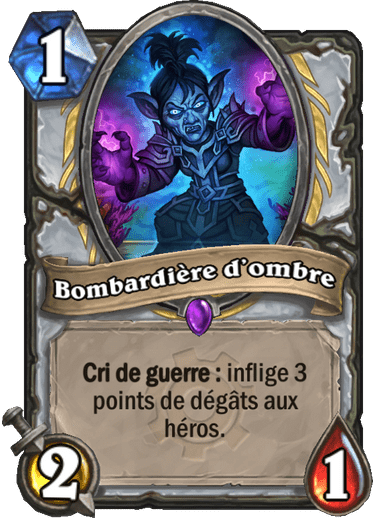 1
Bombardière d'ombre
Cri de guerre : inflige 3
points de dégâts aux
héros.
2
1